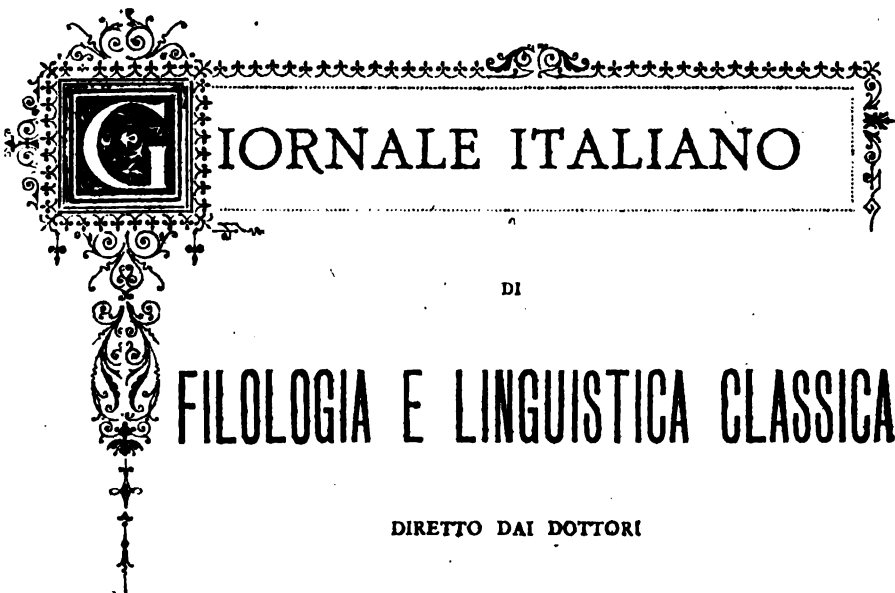 GIORNALE ITALIANO
DI
FILOLOGIA E LINGUISTICA CLASSICA
DIRETTO DAI DOTTORI